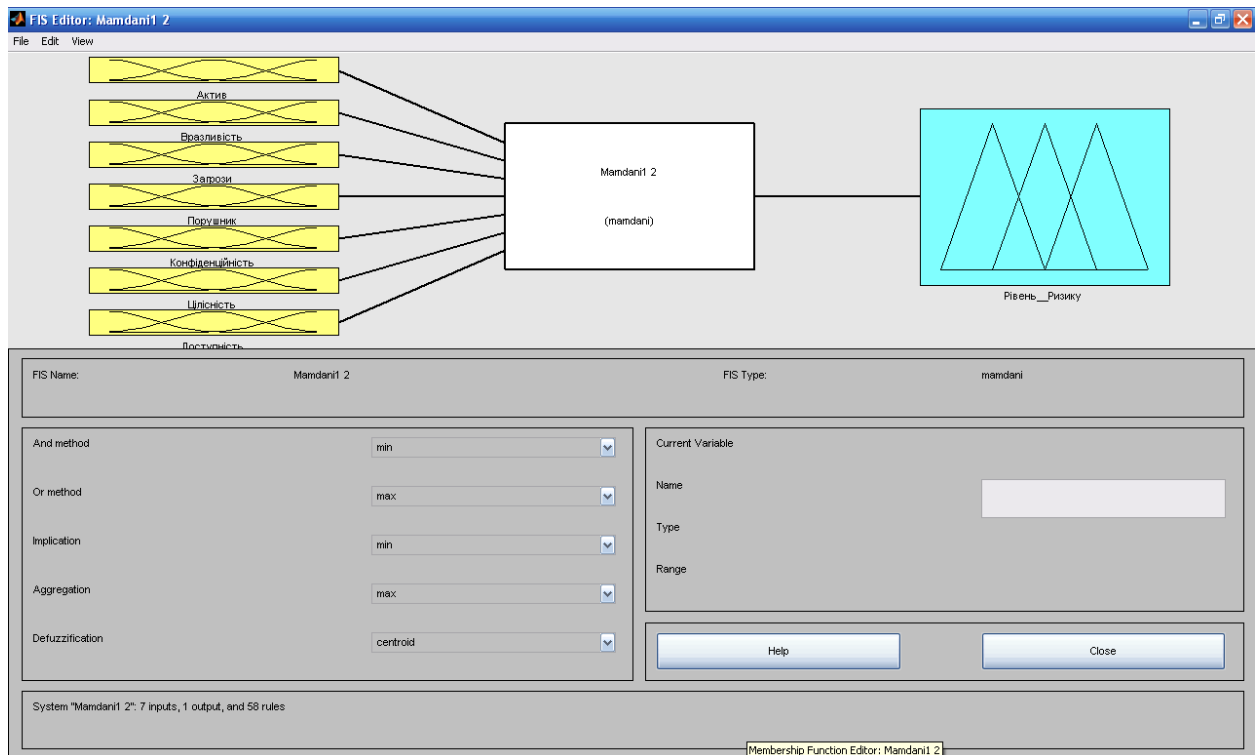 FIS Editor: Mamdani1 2
File Edit View
Актив
Вразливість
Загрози
Порушник
Конфіденційність
Цілісність
Доступність
Mamdani1 2
(mamdani)
Рівень__Ризику
FIS Name: Mamdani1 2 FIS Type: mamdani
And method min
Or method max
Implication min
Aggregation max
Defuzzification centroid
Current Variable
Name
Type
Range
Help Close
System "Mamdani1 2": 7 inputs, 1 output, and 58 rules
Membership Function Editor: Mamdani1 2